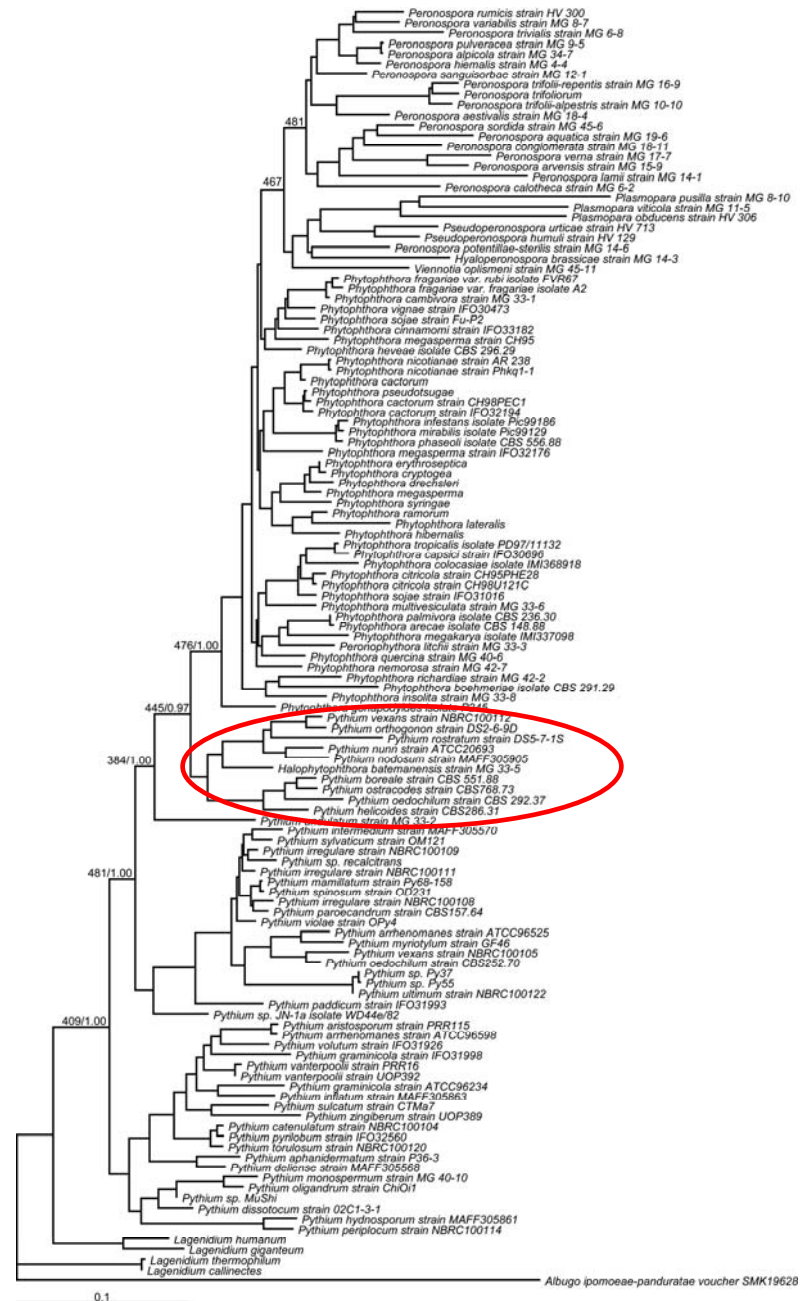 Peronospora rumicis strain HV 300
Peronospora variabilis strain MG 8-7
Peronospora trivialis strain MG 6-8
Peronospora pulveracea strain MG 9-5
Peronospora alpicola strain MG 34-7
Peronospora hiemalis strain MG 4-4
Peronospora sanguisorbae strain MG 12-1
Peronospora trifolii-repentis strain MG 16-9
Peronospora trifoliorum
Peronospora trifolii-alpestris strain MG 10-10
Peronospora aestivalis strain MG 18-4
481
Peronospora sordida strain MG 45-6
Peronospora aquatica strain MG 19-6
Peronospora conglomerata strain MG 18-11
Peronospora verna strain MG 17-7
Peronospora arvensis strain MG 15-9
Peronospora lamii strain MG 14-1
467
Peronospora calotheca strain MG 6-2
Plasmopara pusilla strain MG 8-10
Plasmopara viticola strain MG 11-5
Plasmopara obducens strain HV 306
Pseudoperonospora urticae strain HV 713
Pseudoperonospora humuli strain HV 129
Peronospora potentillae-sterilis strain MG 14-6
Hyaloperonospora brassicae strain MG 14-3
Viennotia oplismeni strain MG 45-11
Phytophthora fragariae var. rubi isolate FVR67
Phytophthora fragariae var. fragariae isolate A2
Phytophthora cambivora strain MG 33-1
Phytophthora vignae strain IFO30473
Phytophthora sojae strain Fu-P2
Phytophthora cinnamomi strain IFO33182
Phytophthora megasperma strain CH95
Phytophthora heveae isolate CBS 296.29
Phytophthora nicotianae strain AR 238
Phytophthora nicotianae strain Phkq1-1
Phytophthora cactorum
Phytophthora pseudotsugae
Phytophthora cactorum strain CH98PEC1
Phytophthora cactorum strain IFO32194
Phytophthora infestans isolate Pic99186
Phytophthora mirabilis isolate Pic99129
Phytophthora phaseoli isolate CBS 556.88
Phytophthora megasperma strain IFO32176
Phytophthora erythroseptica
Phytophthora cryptogea
Phytophthora drechsleri
Phytophthora megasperma
Phytophthora syringae
Phytophthora ramorum
Phytophthora lateralis
Phytophthora hibernalis
Phytophthora tropicalis isolate PD97/11132
Phytophthora capsici strain IFO30696
Phytophthora colocasiae isolate IMI368918
Phytophthora citricola strain CH95PHE28
Phytophthora citricola strain CH98U121C
Phytophthora sojae strain IFO31016
Phytophthora multivesiculata strain MG 33-6
Phytophthora palmivora isolate CBS 236.30
Phytophthora arecae isolate CBS 148.88
Phytophthora megakarya isolate IMI337098
476/1.00
Peronophythora litchii strain MG 33-3
Phytophthora quercina strain MG 40-6
Phytophthora nemorosa strain MG 42-7
Phytophthora richardiae strain MG 42-2
Phytophthora boehmeriae isolate CBS 291.29
Phytophthora insolita strain MG 33-8
445/0.97
Phytophthora gonapodyides isolate P245
Pythium vexans strain NBRC100112
Pythium orthogonon strain DS2-6-9D
Pythium rostratum strain DS5-7-1S
Pythium nunn strain ATCC20693
384/1.00
Pythium nodosum strain MAFF305905
Halophytophthora batemanensis strain MG 33-5
Pythium boreale strain CBS 551.88
Pythium ostracodes strain CBS768.73
Pythium oedochilum strain CBS 292.37
Pythium helicoides strain CBS286.31
Pythium undulatum strain MG 33-2
Pythium intermedium strain MAFF305570
Pythium sylvaticum strain OM121
Pythium irregulare strain NBRC100109
Pythium sp. recalcitrans
481/1.00
Pythium irregulare strain NBRC100111
Pythium mamillatum strain Py68-158
Pythium spinosum strain OD231
Pythium irregulare strain NBRC100108
Pythium paroecandrum strain CBS157.64
Pythium violae strain OPy4
Pythium arrhenomanes strain ATCC96525
Pythium myriotylum strain GF46
Pythium vexans strain NBRC100105
Pythium oedochilum strain CBS252.70
Pythium sp. Py37
Pythium sp. Py55
Pythium ultimum strain NBRC100122
Pythium paddicum strain IFO31993
Pythium sp. JN-1a isolate WD44e/82
409/1.00
Pythium aristosporum strain PRR115
Pythium arrhenomanes strain ATCC96598
Pythium volutum strain IFO31926
Pythium graminicola strain IFO31998
Pythium vanterpoolii strain PRR16
Pythium vanterpoolii strain UOP392
Pythium graminicola strain ATCC96234
Pythium inflatum strain MAFF305863
Pythium sulcatum strain CTMa7
Pythium zingiberum strain UOP389
Pythium catenulatum strain NBRC100104
Pythium pyrilobum strain IFO32560
Pythium torulosum strain NBRC100120
Pythium aphanidermatum strain P36-3
Pythium deliense strain MAFF305568
Pythium monospermum strain MG 40-10
Pythium oligandrum strain ChiOi1
Pythium sp. MuShi
Pythium dissotocum strain 02C1-3-1
Pythium hydnosporum strain MAFF305861
Pythium periplocum strain NBRC100114
Lagenidium humanum
Lagenidium giganteum
Lagenidium thermophilum
Lagenidium callinectes
Albugo ipomoeae-panduratae voucher SMK19628
0.1